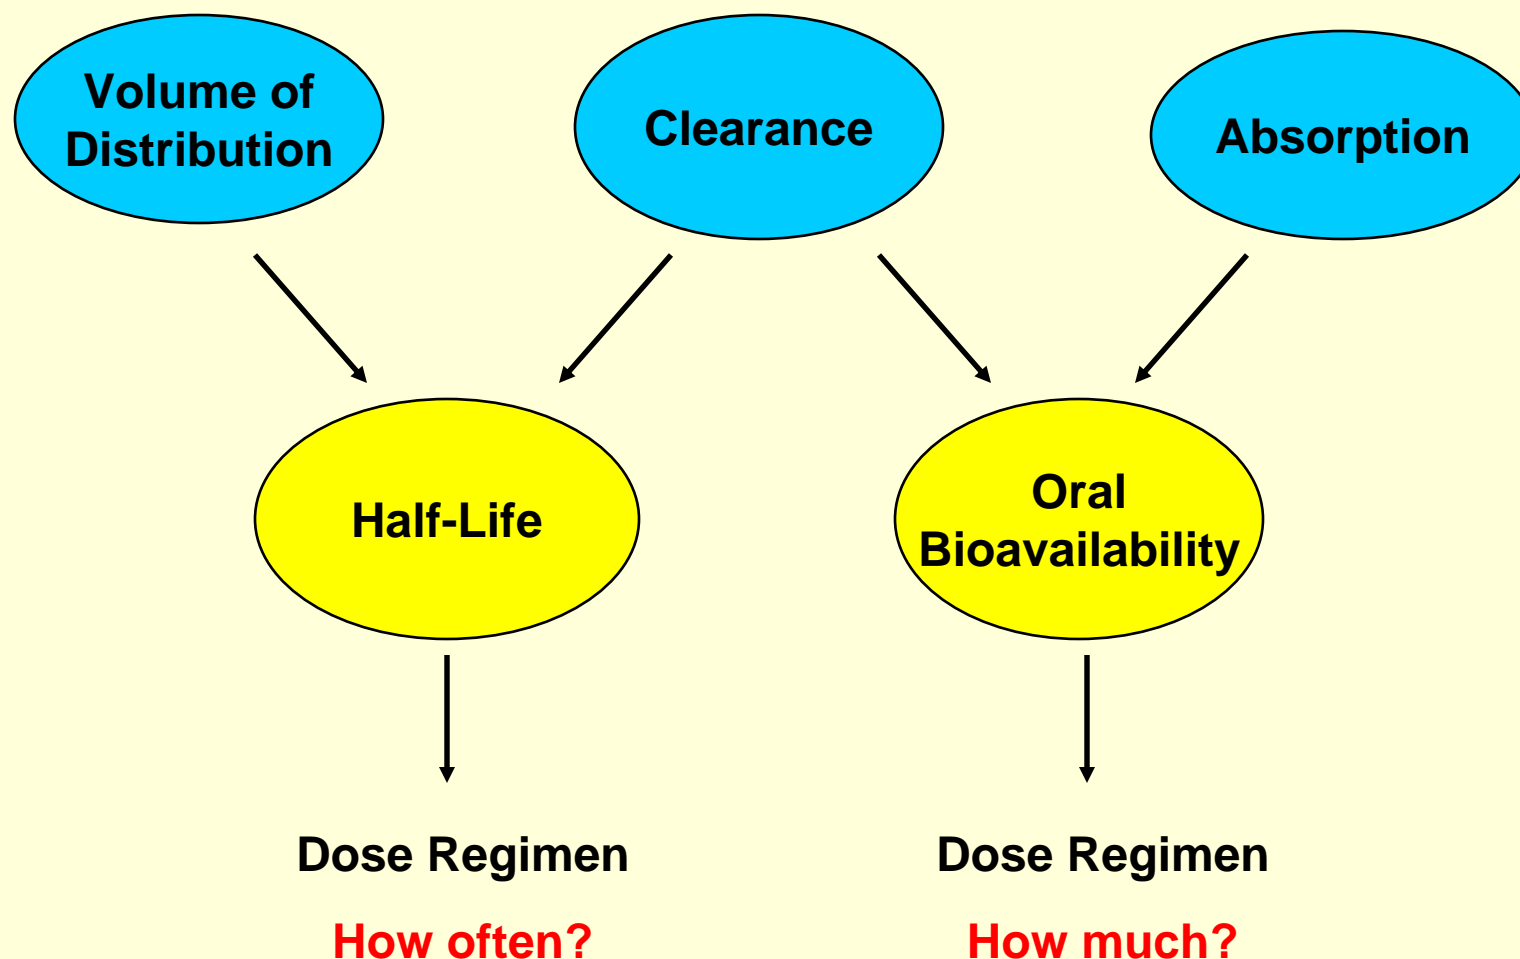 Volume of
Distribution
Clearance
Absorption
Half-Life
Oral
Bioavailability
Dose Regimen
How often?
Dose Regimen
How much?